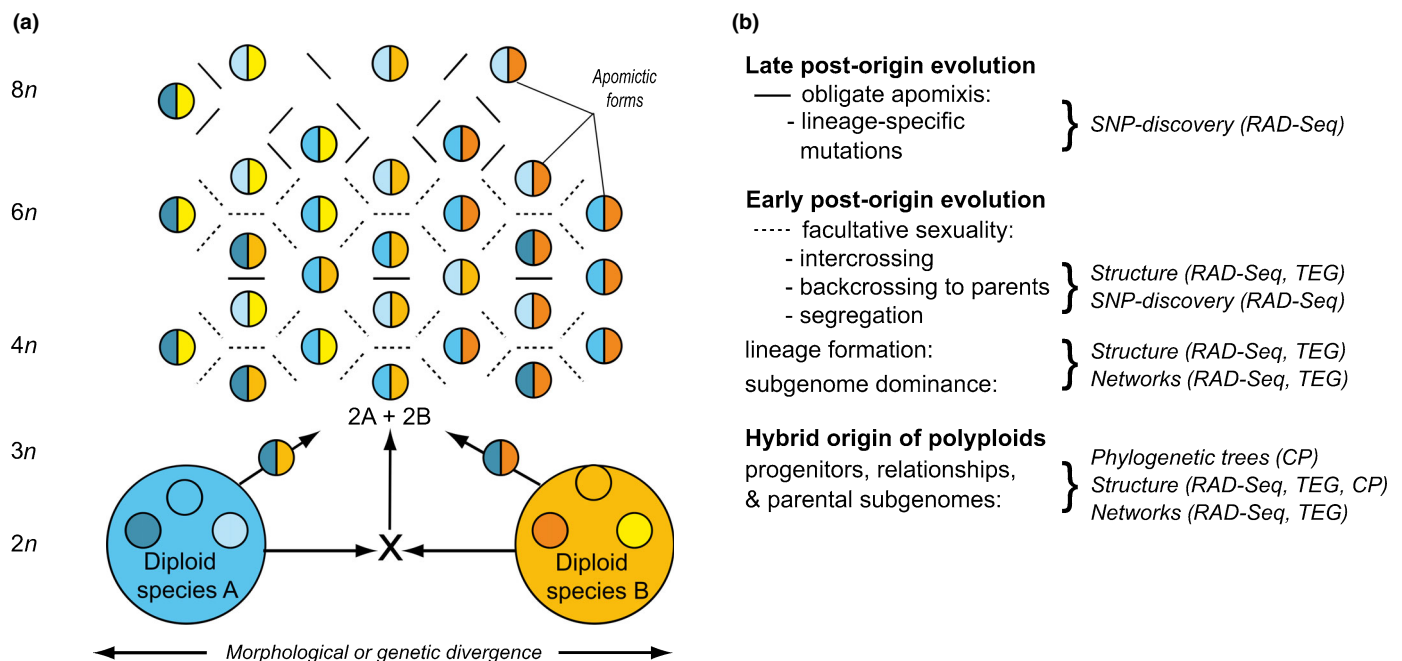 (a)
8n
Apomictic
forms
6n
4n
2A + 2B
3n
2n
X
Diploid
species A
Diploid
species B
Morphological or genetic divergence
(b)
Late post-origin evolution
obligate apomixis:
- lineage-specific
mutations
} SNP-discovery (RAD-Seq)
Early post-origin evolution
facultative sexuality:
- intercrossing
- backcrossing to parents
- segregation
} Structure (RAD-Seq, TEG)
SNP-discovery (RAD-Seq)
lineage formation:
subgenome dominance:
} Structure (RAD-Seq, TEG)
Networks (RAD-Seq, TEG)
Hybrid origin of polyploids
progenitors, relationships,
& parental subgenomes:
} Phylogenetic trees (CP)
Structure (RAD-Seq, TEG, CP)
Networks (RAD-Seq, TEG)